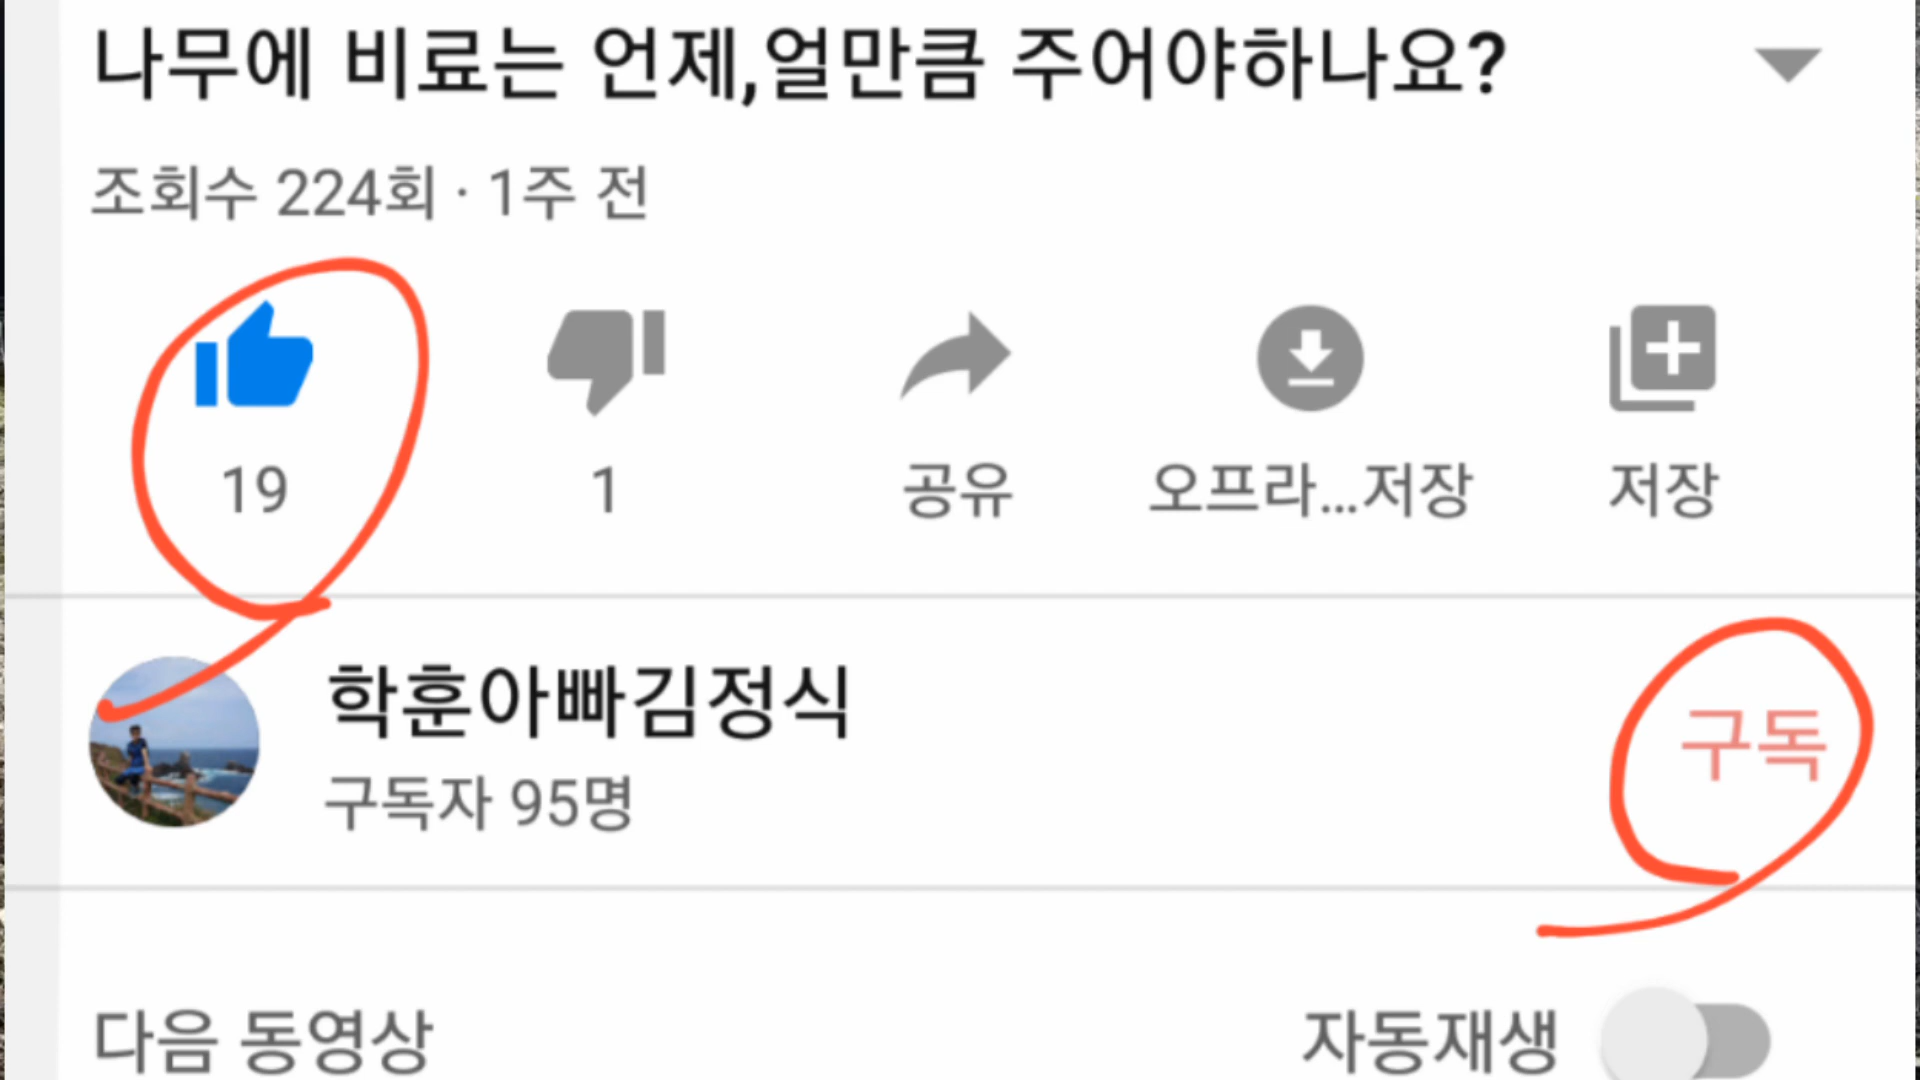 나무에 비료는 언제,얼만큼 주어야하나요?
조회수 224회 · 1주 전
19 1 공유 오프라...저장 저장
학훈아빠김정식
구독
구독자 95명
다음 동영상 자동재생